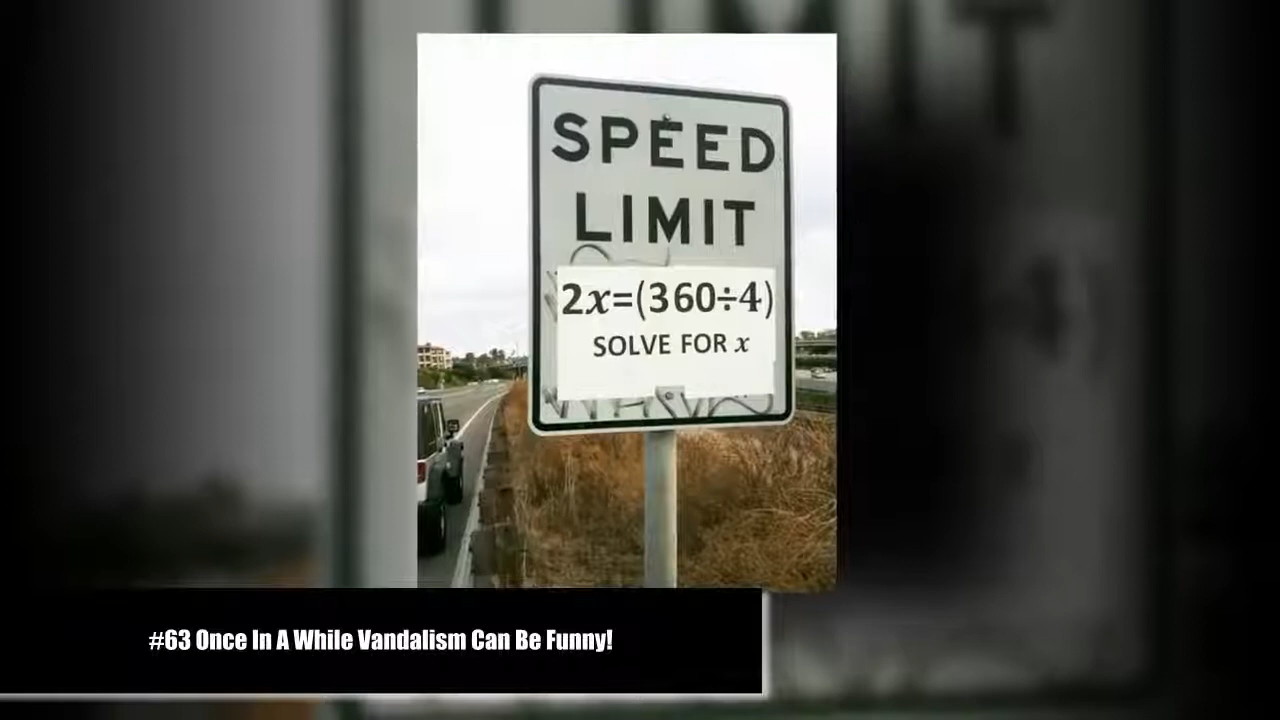 SPEED
LIMIT
2x=(360÷4)
SOLVE FOR x
#63 Once In A While Vandalism Can Be Funny!